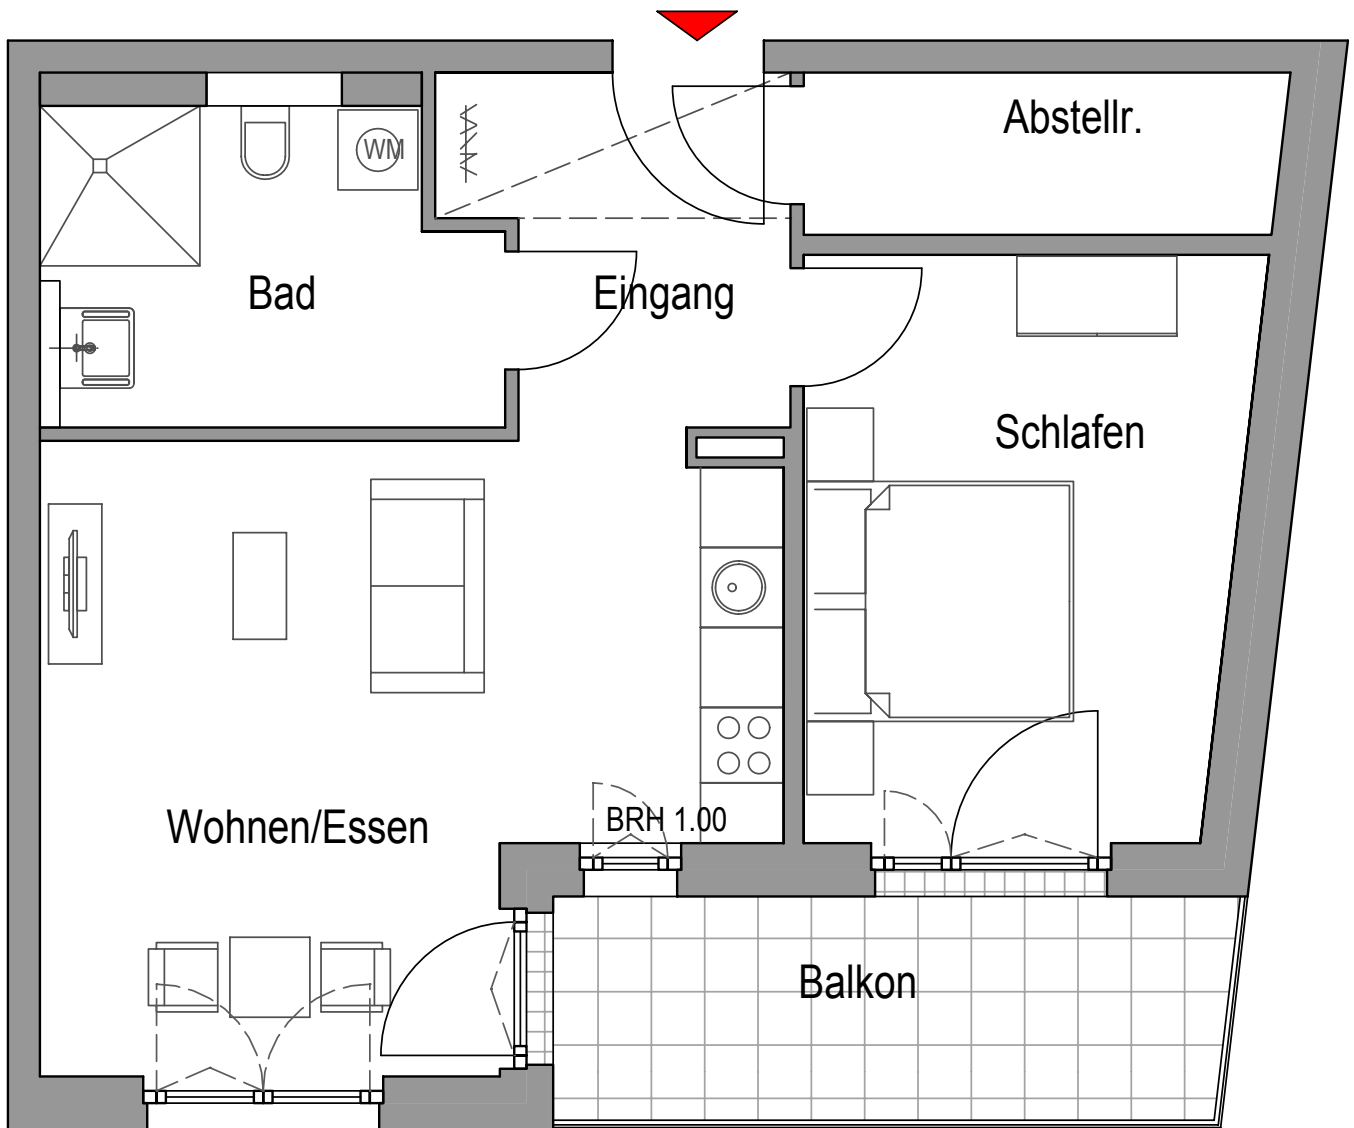 Abstellr.
WM
Bad
Eingang
Schlafen
Wohnen/Essen
BRH 1.00
Balkon